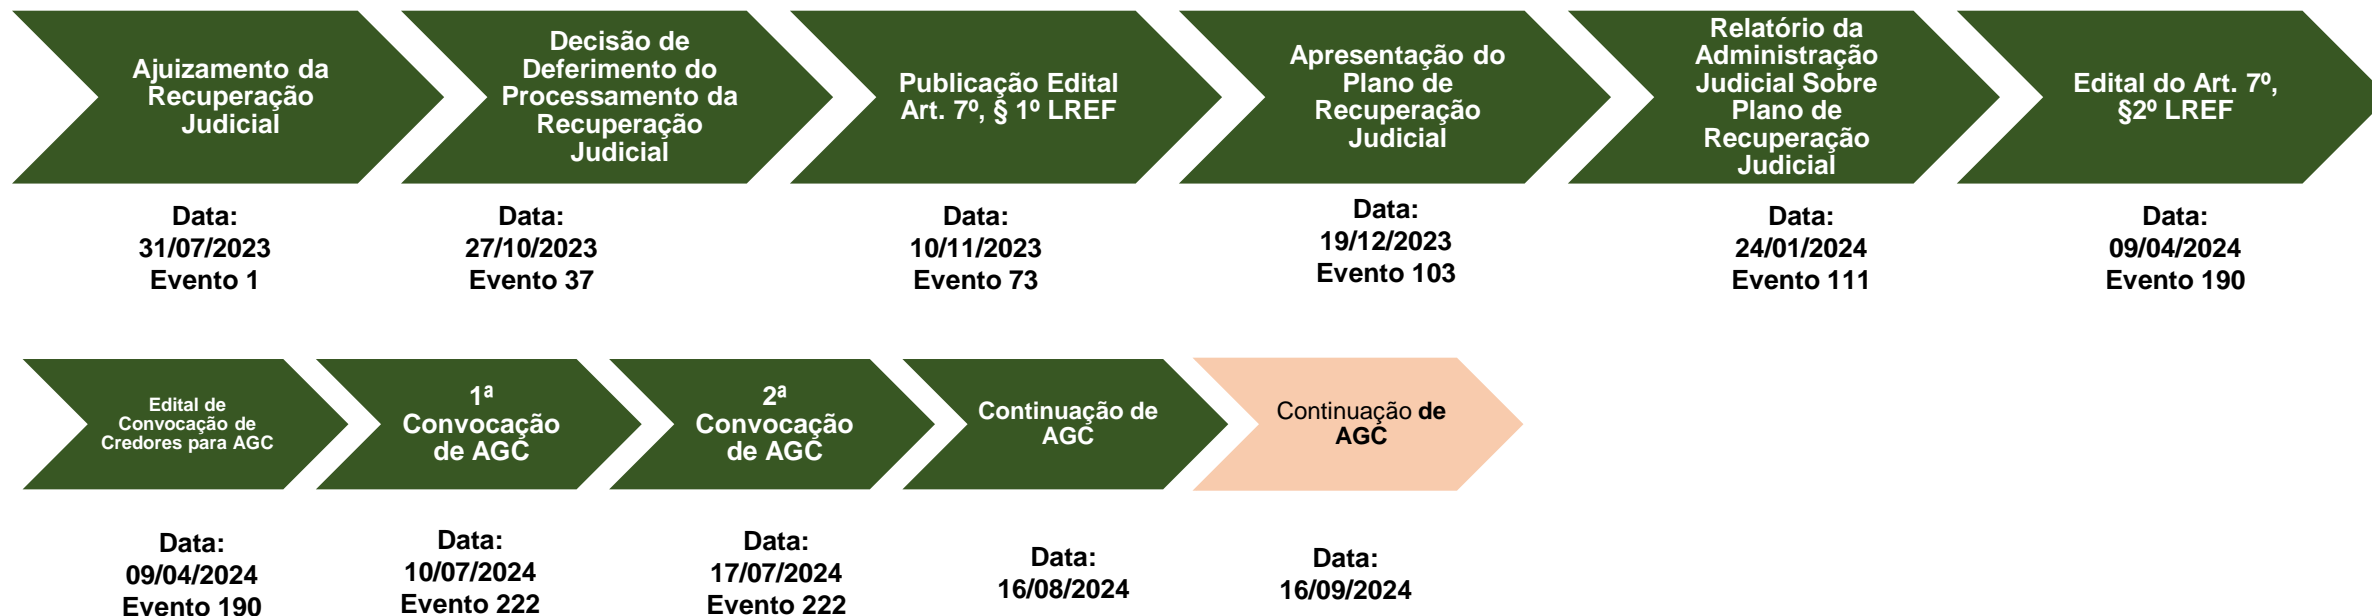 Ajuizamento da
Recuperação
Judicial
Decisão de
Deferimento do
Processamento da
Recuperação
Judicial
Publicação Edital
Art. 7º, § 1º LREF
Apresentação do
Plano de
Recuperação
Judicial
Relatório da
Administração
Judicial Sobre
Plano de
Recuperação
Judicial
Edital do Art. 7º,
§2º LREF
Data:
31/07/2023
Evento 1
Data:
27/10/2023
Evento 37
Data:
10/11/2023
Evento 73
Data:
19/12/2023
Evento 103
Data:
24/01/2024
Evento 111
Data:
09/04/2024
Evento 190
Edital de
Convocação de
Credores para AGC
1ª
Convocação
de AGC
2ª
Convocação
de AGC
Continuação de
AGC
Continuação de
AGC
Data:
09/04/2024
Evento 190
Data:
10/07/2024
Evento 222
Data:
17/07/2024
Evento 222
Data:
16/08/2024
Data:
16/09/2024